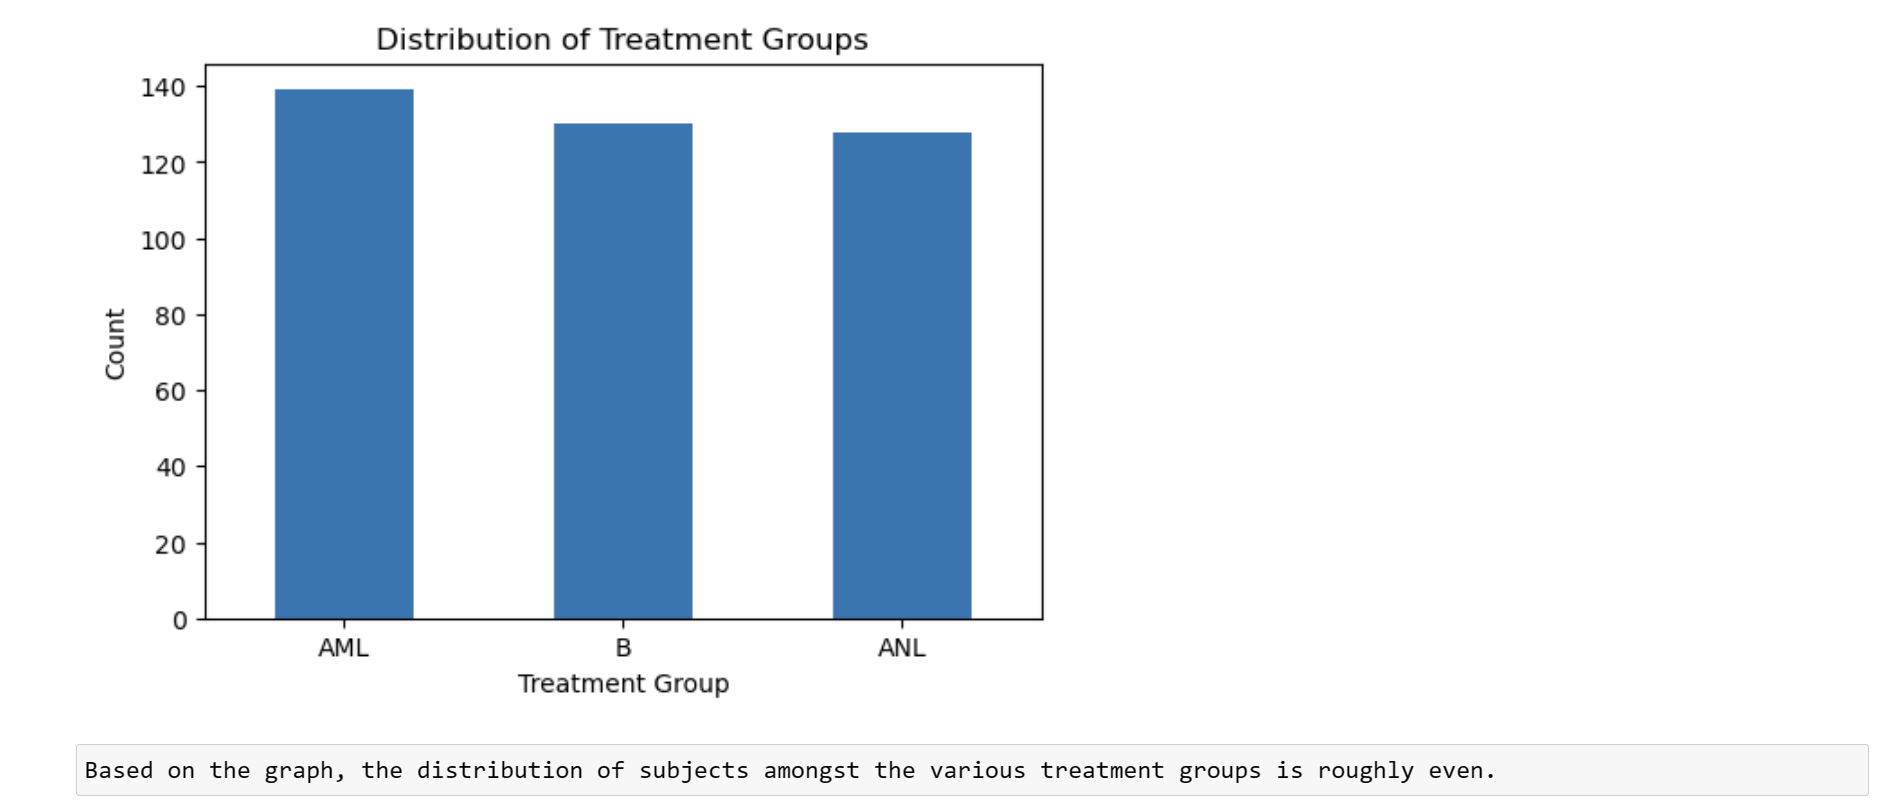 Distribution of Treatment Groups
140
120
100
80
60
40
20
0
Count
AML B ANL
Treatment Group
Based on the graph, the distribution of subjects amongst the various treatment groups is roughly even.